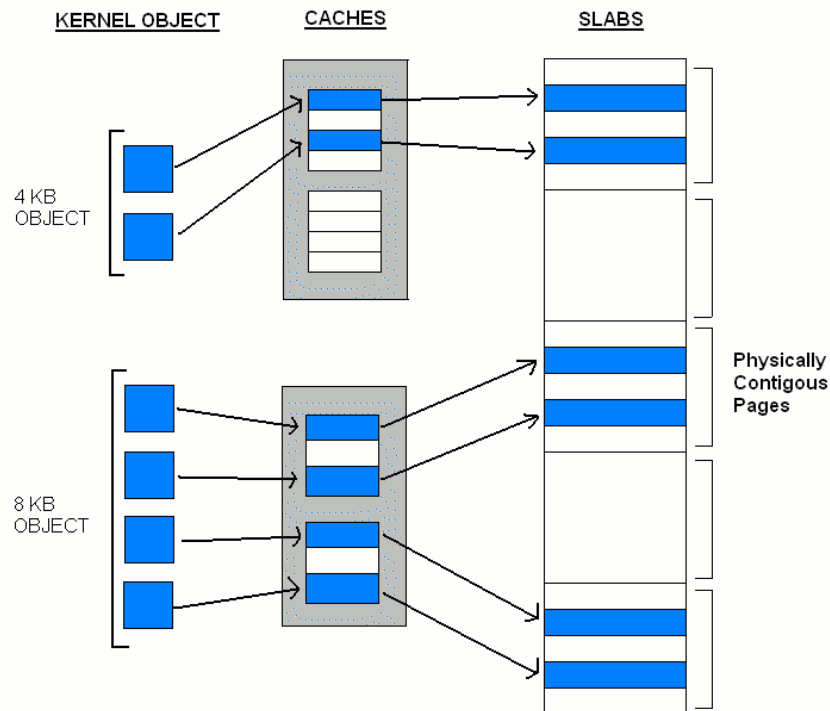 KERNEL OBJECT
CACHES
SLABS
4 KB
OBJECT
8 KB
OBJECT
Physically
Contigous
Pages